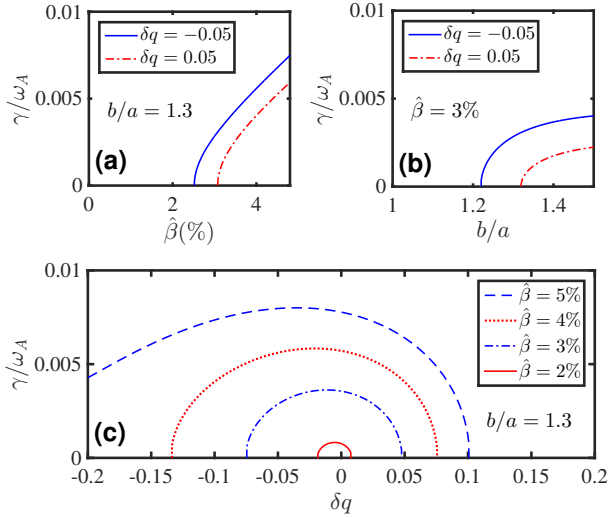 0.01
0.005
0
γ/ω_A
δq = −0.05
δq = 0.05
b/a = 1.3
(a)
0 2 4
β̂(%)
0.01
0.005
0
γ/ω_A
δq = −0.05
δq = 0.05
β̂ = 3%
(b)
1 1.2 1.4
b/a
0.01
0.005
0
γ/ω_A
β̂ = 5%
β̂ = 4%
β̂ = 3%
β̂ = 2%
b/a = 1.3
(c)
-0.2 -0.15 -0.1 -0.05 0 0.05 0.1 0.15 0.2
δq